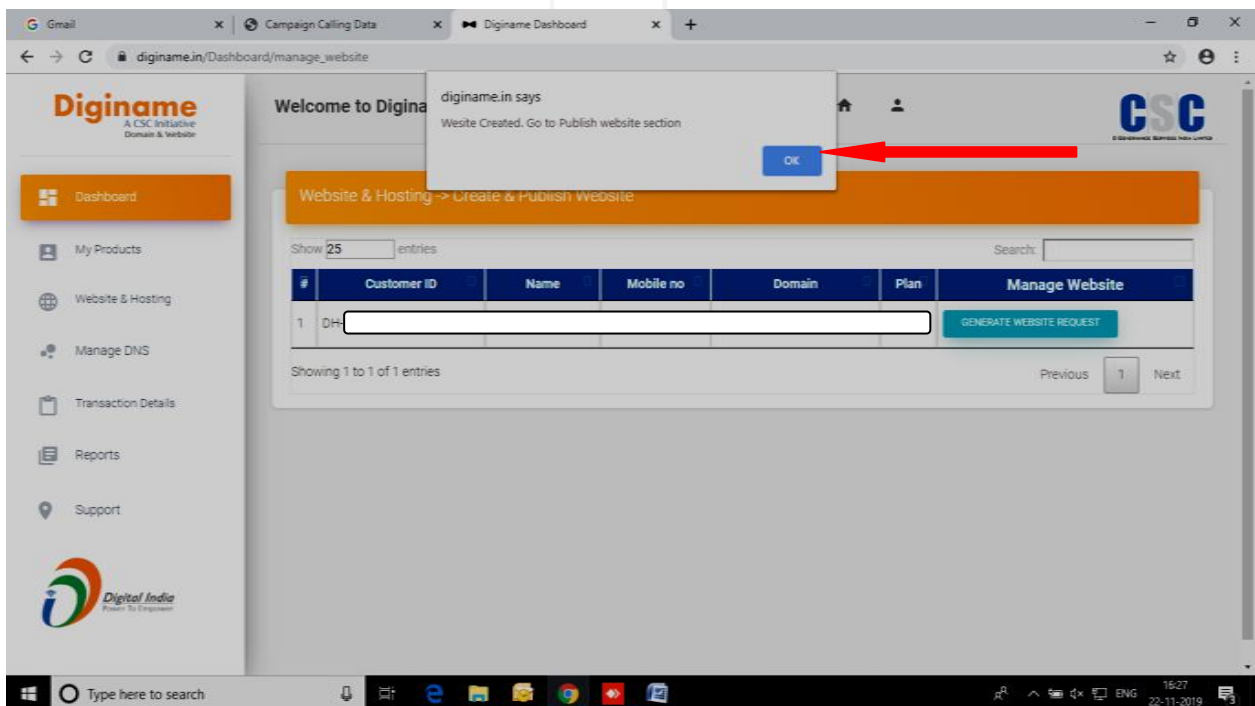 Gmail
Campaign Calling Data
Diginame Dashboard
diginame.in/Dashboard/manage_website
diginame.in says
Wesite Created. Go to Publish website section
OK
Diginame
A CSC Initiative
Domain & Website
Welcome to Digina
CSC
Website & Hosting -> Create & Publish Website
Dashboard
My Products
Website & Hosting
Manage DNS
Transaction Details
Reports
Support
Digital India
Power To Empower
Show 25 entries
Search:
# Customer ID Name Mobile no Domain Plan Manage Website
1 DH- GENERATE WEBSITE REQUEST
Showing 1 to 1 of 1 entries
Previous 1 Next
Type here to search
ENG
16:27
22-11-2019
3